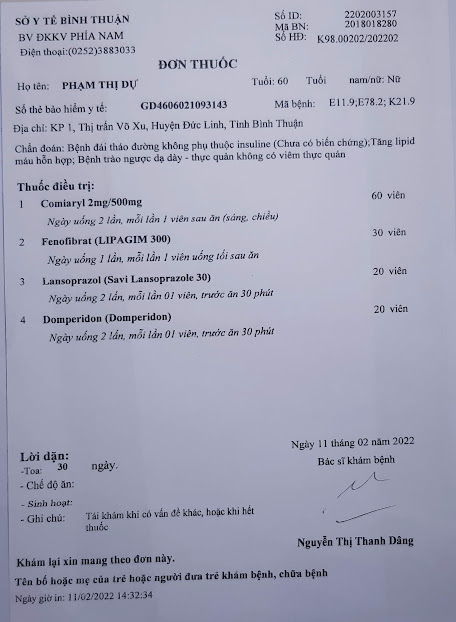 SỞ Y TẾ BÌNH THUẬN
BV ĐKKV PHÍA NAM
Điện thoại:(0252)3883033
Số ID: 2202003157
Mã BN: 2018018280
Số HĐ: K98.00202/202202
ĐƠN THUỐC
Họ tên: PHẠM THỊ DỰ Tuổi: 60 Tuổi nam/nữ: Nữ
Số thẻ bảo hiểm y tế: GD4606021093143 Mã bệnh: E11.9;E78.2; K21.9
Địa chỉ: KP 1, Thị trấn Võ Xu, Huyện Đức Linh, Tỉnh Bình Thuận
Chẩn đoán: Bệnh đái tháo đường không phụ thuộc insuline (Chưa có biến chứng);Tăng lipid
máu hỗn hợp; Bệnh trào ngược dạ dày - thực quản không có viêm thực quản
Thuốc điều trị:
1 Comiaryl 2mg/500mg 60 viên
Ngày uống 2 lần, mỗi lần 1 viên sau ăn (sáng, chiều)
2 Fenofibrat (LIPAGIM 300) 30 viên
Ngày uống 1 lần, mỗi lần 1 viên uống tối sau ăn
3 Lansoprazol (Savi Lansoprazole 30) 20 viên
Ngày uống 2 lần, mỗi lần 01 viên, trước ăn 30 phút
4 Domperidon (Domperidon) 20 viên
Ngày uống 2 lần, mỗi lần 01 viên, trước ăn 30 phút
Ngày 11 tháng 02 năm 2022
Bác sĩ khám bệnh
Lời dặn:
-Toa: 30 ngày.
- Chế độ ăn:
- Sinh hoạt:
- Ghi chú: Tái khám khi có vấn đề khác, hoặc khi hết
thuốc
Nguyễn Thị Thanh Dâng
Khám lại xin mang theo đơn này.
Tên bố hoặc mẹ của trẻ hoặc người đưa trẻ khám bệnh, chữa bệnh
Ngày giờ in: 11/02/2022 14:32:34